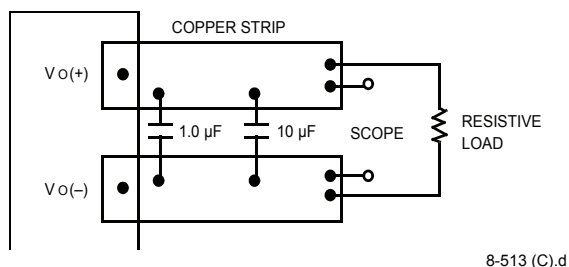 COPPER STRIP
V O(+)
1.0 µF
10 µF
SCOPE
RESISTIVE
LOAD
V O(–)
8-513 (C).d